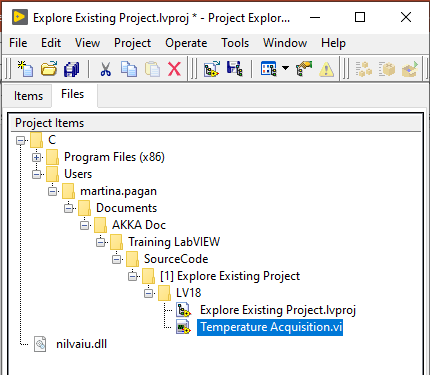 Explore Existing Project.lvproj * - Project Explor...
File Edit View Project Operate Tools Window
Items Files
Project Items
C
Program Files (x86)
Users
martina.pagan
Documents
AKKA Doc
Training LabVIEW
SourceCode
[1] Explore Existing Project
LV18
Explore Existing Project.lvproj
Temperature Acquisition.vi
nilvaiu.dll